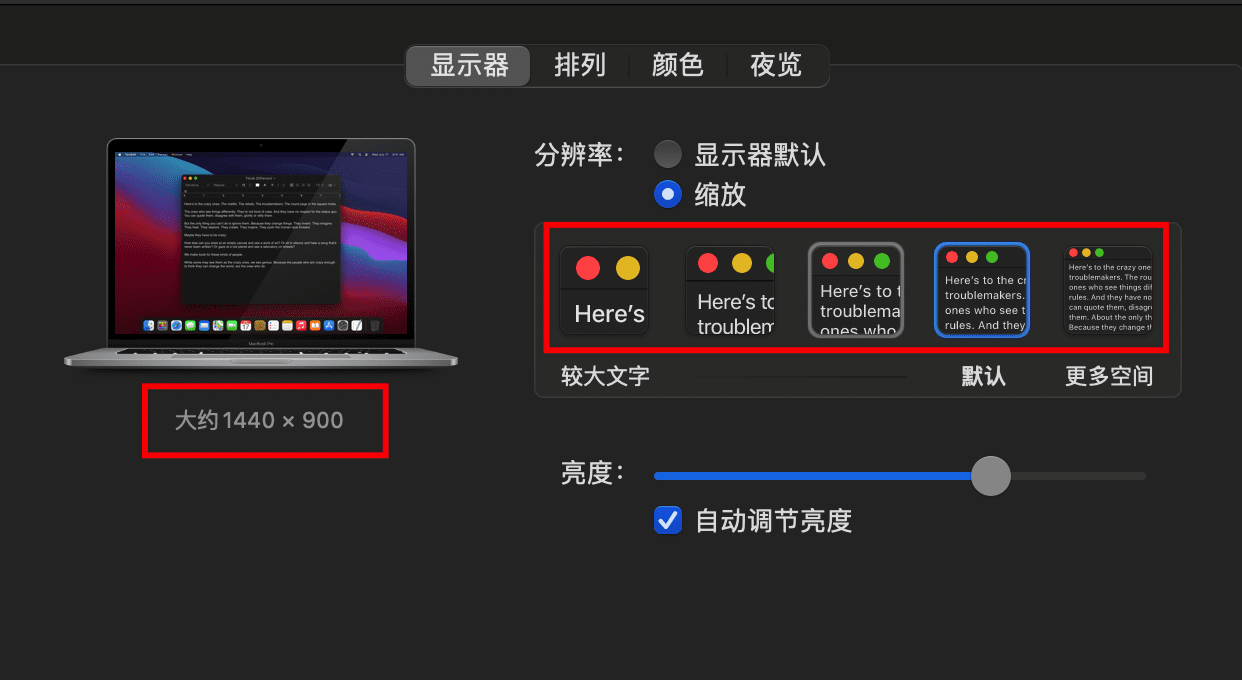 显示器 排列 颜色 夜览
分辨率： 显示器默认
缩放
Here's
Here's to
troublem
Here's to t
troublema
ones who
Here's to the cr
troublemakers.
ones who see t
rules. And they
Here's to the crazy one
troublemakers. The rou
ones who see things dif
rules. And they have no
can quote them, disagre
them. About the only th
Because they change th
较大文字 默认 更多空间
大约 1440 × 900
亮度：
自动调节亮度
MacBook Pro